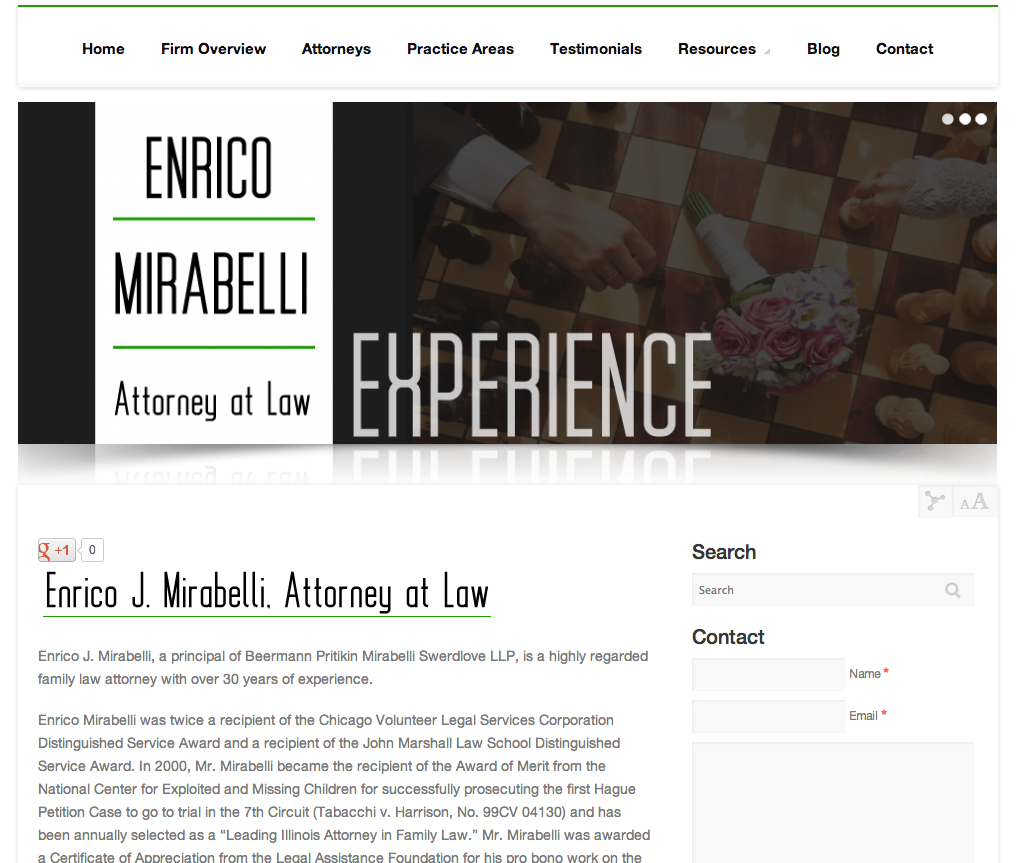 Home Firm Overview Attorneys Practice Areas Testimonials Resources Blog Contact
ENRICO
MIRABELLI
Attorney at Law
EXPERIENCE
AA
g +1 0
Enrico J. Mirabelli, Attorney at Law
Enrico J. Mirabelli, a principal of Beermann Pritikin Mirabelli Swerdlove LLP, is a highly regarded
family law attorney with over 30 years of experience.
Enrico Mirabelli was twice a recipient of the Chicago Volunteer Legal Services Corporation
Distinguished Service Award and a recipient of the John Marshall Law School Distinguished
Service Award. In 2000, Mr. Mirabelli became the recipient of the Award of Merit from the
National Center for Exploited and Missing Children for successfully prosecuting the first Hague
Petition Case to go to trial in the 7th Circuit (Tabacchi v. Harrison, No. 99CV 04130) and has
been annually selected as a “Leading Illinois Attorney in Family Law.” Mr. Mirabelli was awarded
a Certificate of Appreciation from the Legal Assistance Foundation for his pro bono work on the
Search
Search
Contact
Name *
Email *